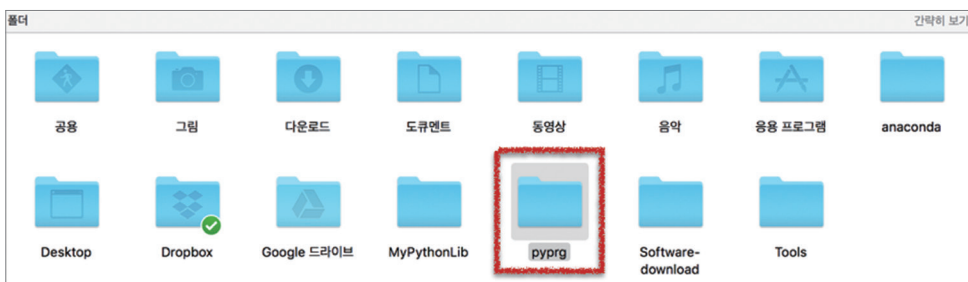 폴더 간략히 보기
공용 그림 다운로드 도큐멘트 동영상 음악 응용 프로그램 anaconda
Desktop Dropbox Google 드라이브 MyPythonLib pyprg Software- Tools
download